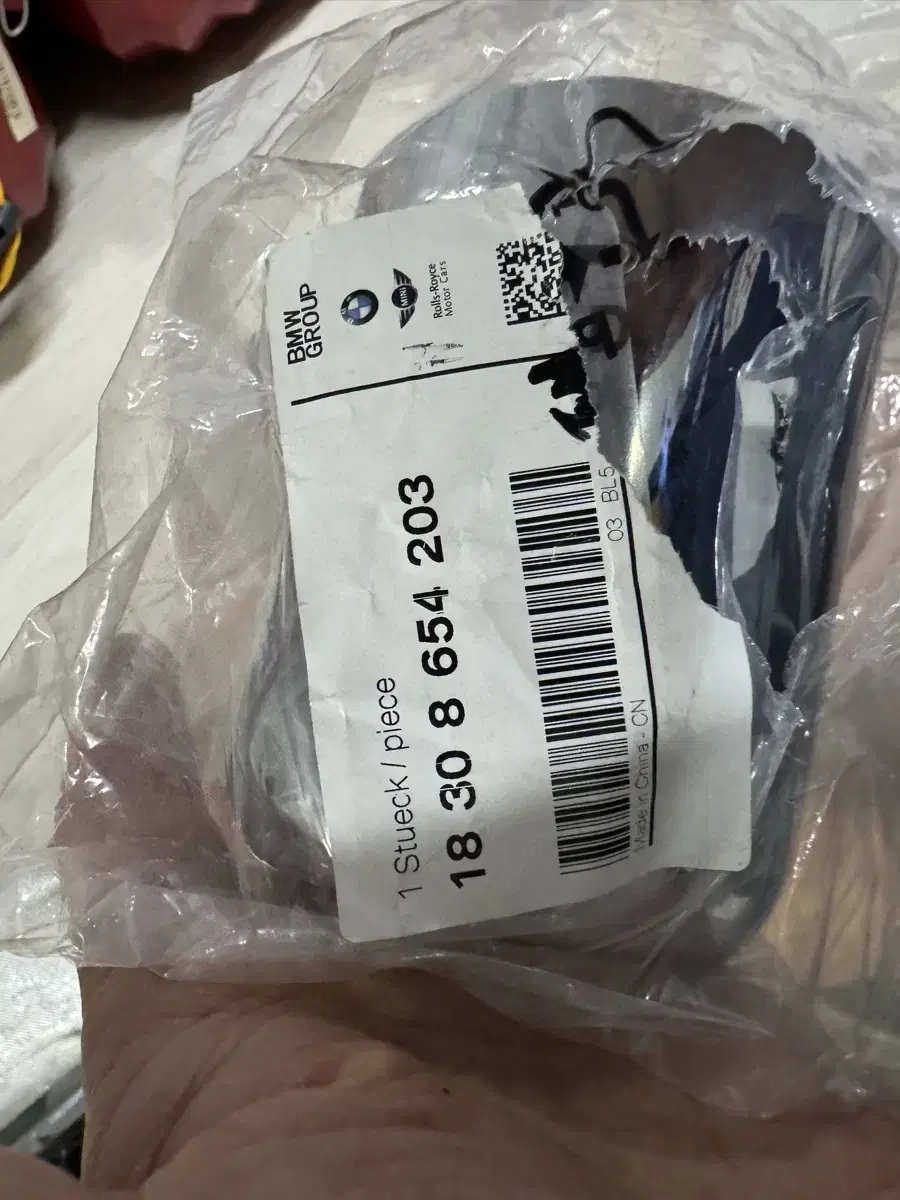 BMW
GROUP
MINI
Rolls-Royce
Motor Cars
1 Stueck / piece
18 30 8 654 203
03 BL5
Made in China - CN